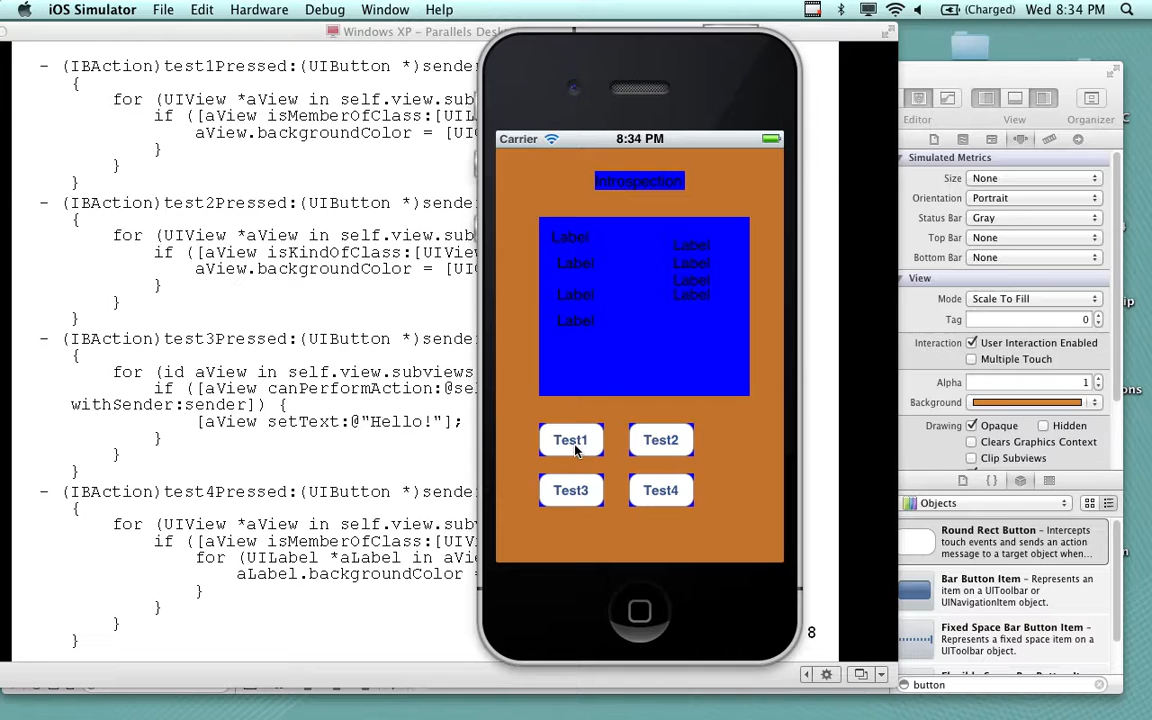 iOS Simulator File Edit Hardware Debug Window Help (Charged) Wed 8:34 PM
Windows XP – Parallels Desk
- (IBAction)test1Pressed:(UIButton *)sender
{
for (UIView *aView in self.view.sub
if ([aView isMemberOfClass:[UIL
aView.backgroundColor = [UIC
}
}
}
- (IBAction)test2Pressed:(UIButton *)sender
{
for (UIView *aView in self.view.sub
if ([aView isKindOfClass:[UIView
aView.backgroundColor = [UIC
}
}
}
- (IBAction)test3Pressed:(UIButton *)sender
{
for (id aView in self.view.subviews
if ([aView canPerformAction:@se
withSender:sender]) {
[aView setText:@"Hello!"];
}
}
}
- (IBAction)test4Pressed:(UIButton *)sender
{
for (UIView *aView in self.view.sub
if ([aView isMemberOfClass:[UIV
for (UILabel *aLabel in aVie
aLabel.backgroundColor =
}
}
}
}
8
Carrier 8:34 PM
Introspection
Label
Label
Label
Label
Label
Label
Label
Label
Test1 Test2
Test3 Test4
Editor View Organizer
Simulated Metrics
Size None
Orientation Portrait
Status Bar Gray
Top Bar None
Bottom Bar None
View
Mode Scale To Fill
Tag 0
Interaction User Interaction Enabled
Multiple Touch
Alpha 1
Background
Drawing Opaque Hidden
Clears Graphics Context
Clip Subviews
Objects
Round Rect Button – Intercepts
touch events and sends an action
message to a target object when...
Bar Button Item – Represents an
item on a UIToolbar or
UINavigationItem object.
Fixed Space Bar Button Item –
Represents a fixed space item on a
UIToolbar object.
button